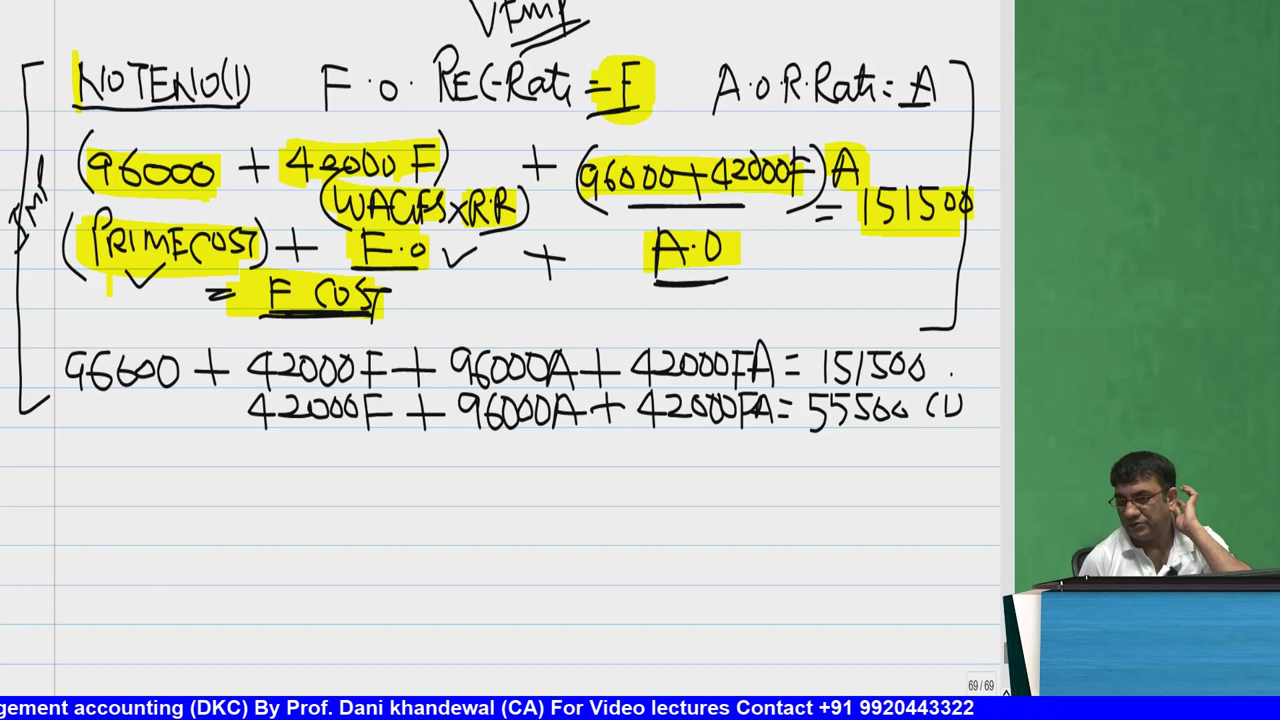 NOTENO(1) F.O. REC-Rate = F A.O.R.Rate = A
(96000 + 42000 F) + (96000+42000F) A
(WAGES x R.R) = 151500
(PRIMECOST) + F.O + A.O
= F COST
96600 + 42000F + 96000A + 42000FA = 151500
42000F + 96000A + 42000FA = 55500 (1)
69/69
gement accounting (DKC) By Prof. Dani khandewal (CA) For Video lectures Contact +91 9920443322